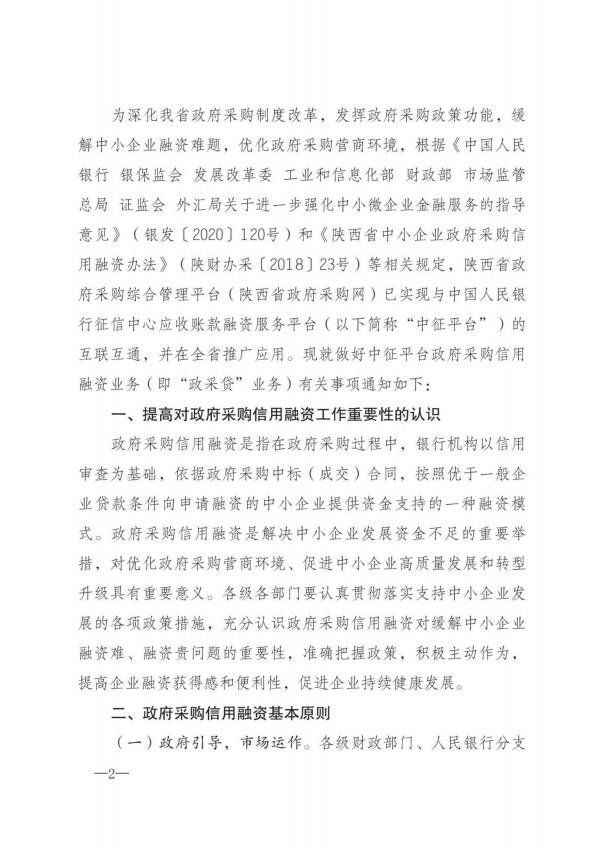 为深化我省政府采购制度改革，发挥政府采购政策功能，缓
解中小企业融资难题，优化政府采购营商环境，根据《中国人民
银行 银保监会 发展改革委 工业和信息化部 财政部 市场监管
总局 证监会 外汇局关于进一步强化中小微企业金融服务的指导
意见》（银发〔2020〕120号）和《陕西省中小企业政府采购信
用融资办法》（陕财办采〔2018〕23号）等相关规定，陕西省政
府采购综合管理平台（陕西省政府采购网）已实现与中国人民银
行征信中心应收账款融资服务平台（以下简称“中征平台”）的
互联互通，并在全省推广应用。现就做好中征平台政府采购信用
融资业务（即“政采贷”业务）有关事项通知如下：
一、提高对政府采购信用融资工作重要性的认识
政府采购信用融资是指在政府采购过程中，银行机构以信用
审查为基础，依据政府采购中标（成交）合同，按照优于一般企
业贷款条件向申请融资的中小企业提供资金支持的一种融资模
式。政府采购信用融资是解决中小企业发展资金不足的重要举
措，对优化政府采购营商环境、促进中小企业高质量发展和转型
升级具有重要意义。各级各部门要认真贯彻落实支持中小企业发
展的各项政策措施，充分认识政府采购信用融资对缓解中小企业
融资难、融资贵问题的重要性，准确把握政策，积极主动作为，
提高企业融资获得感和便利性，促进企业持续健康发展。
二、政府采购信用融资基本原则
（一）政府引导，市场运作。各级财政部门、人民银行分支
—2—